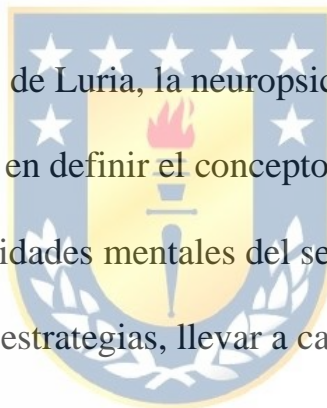 de Luria, la neuropsic
en definir el concepto
idades mentales del se
estrategias, llevar a ca